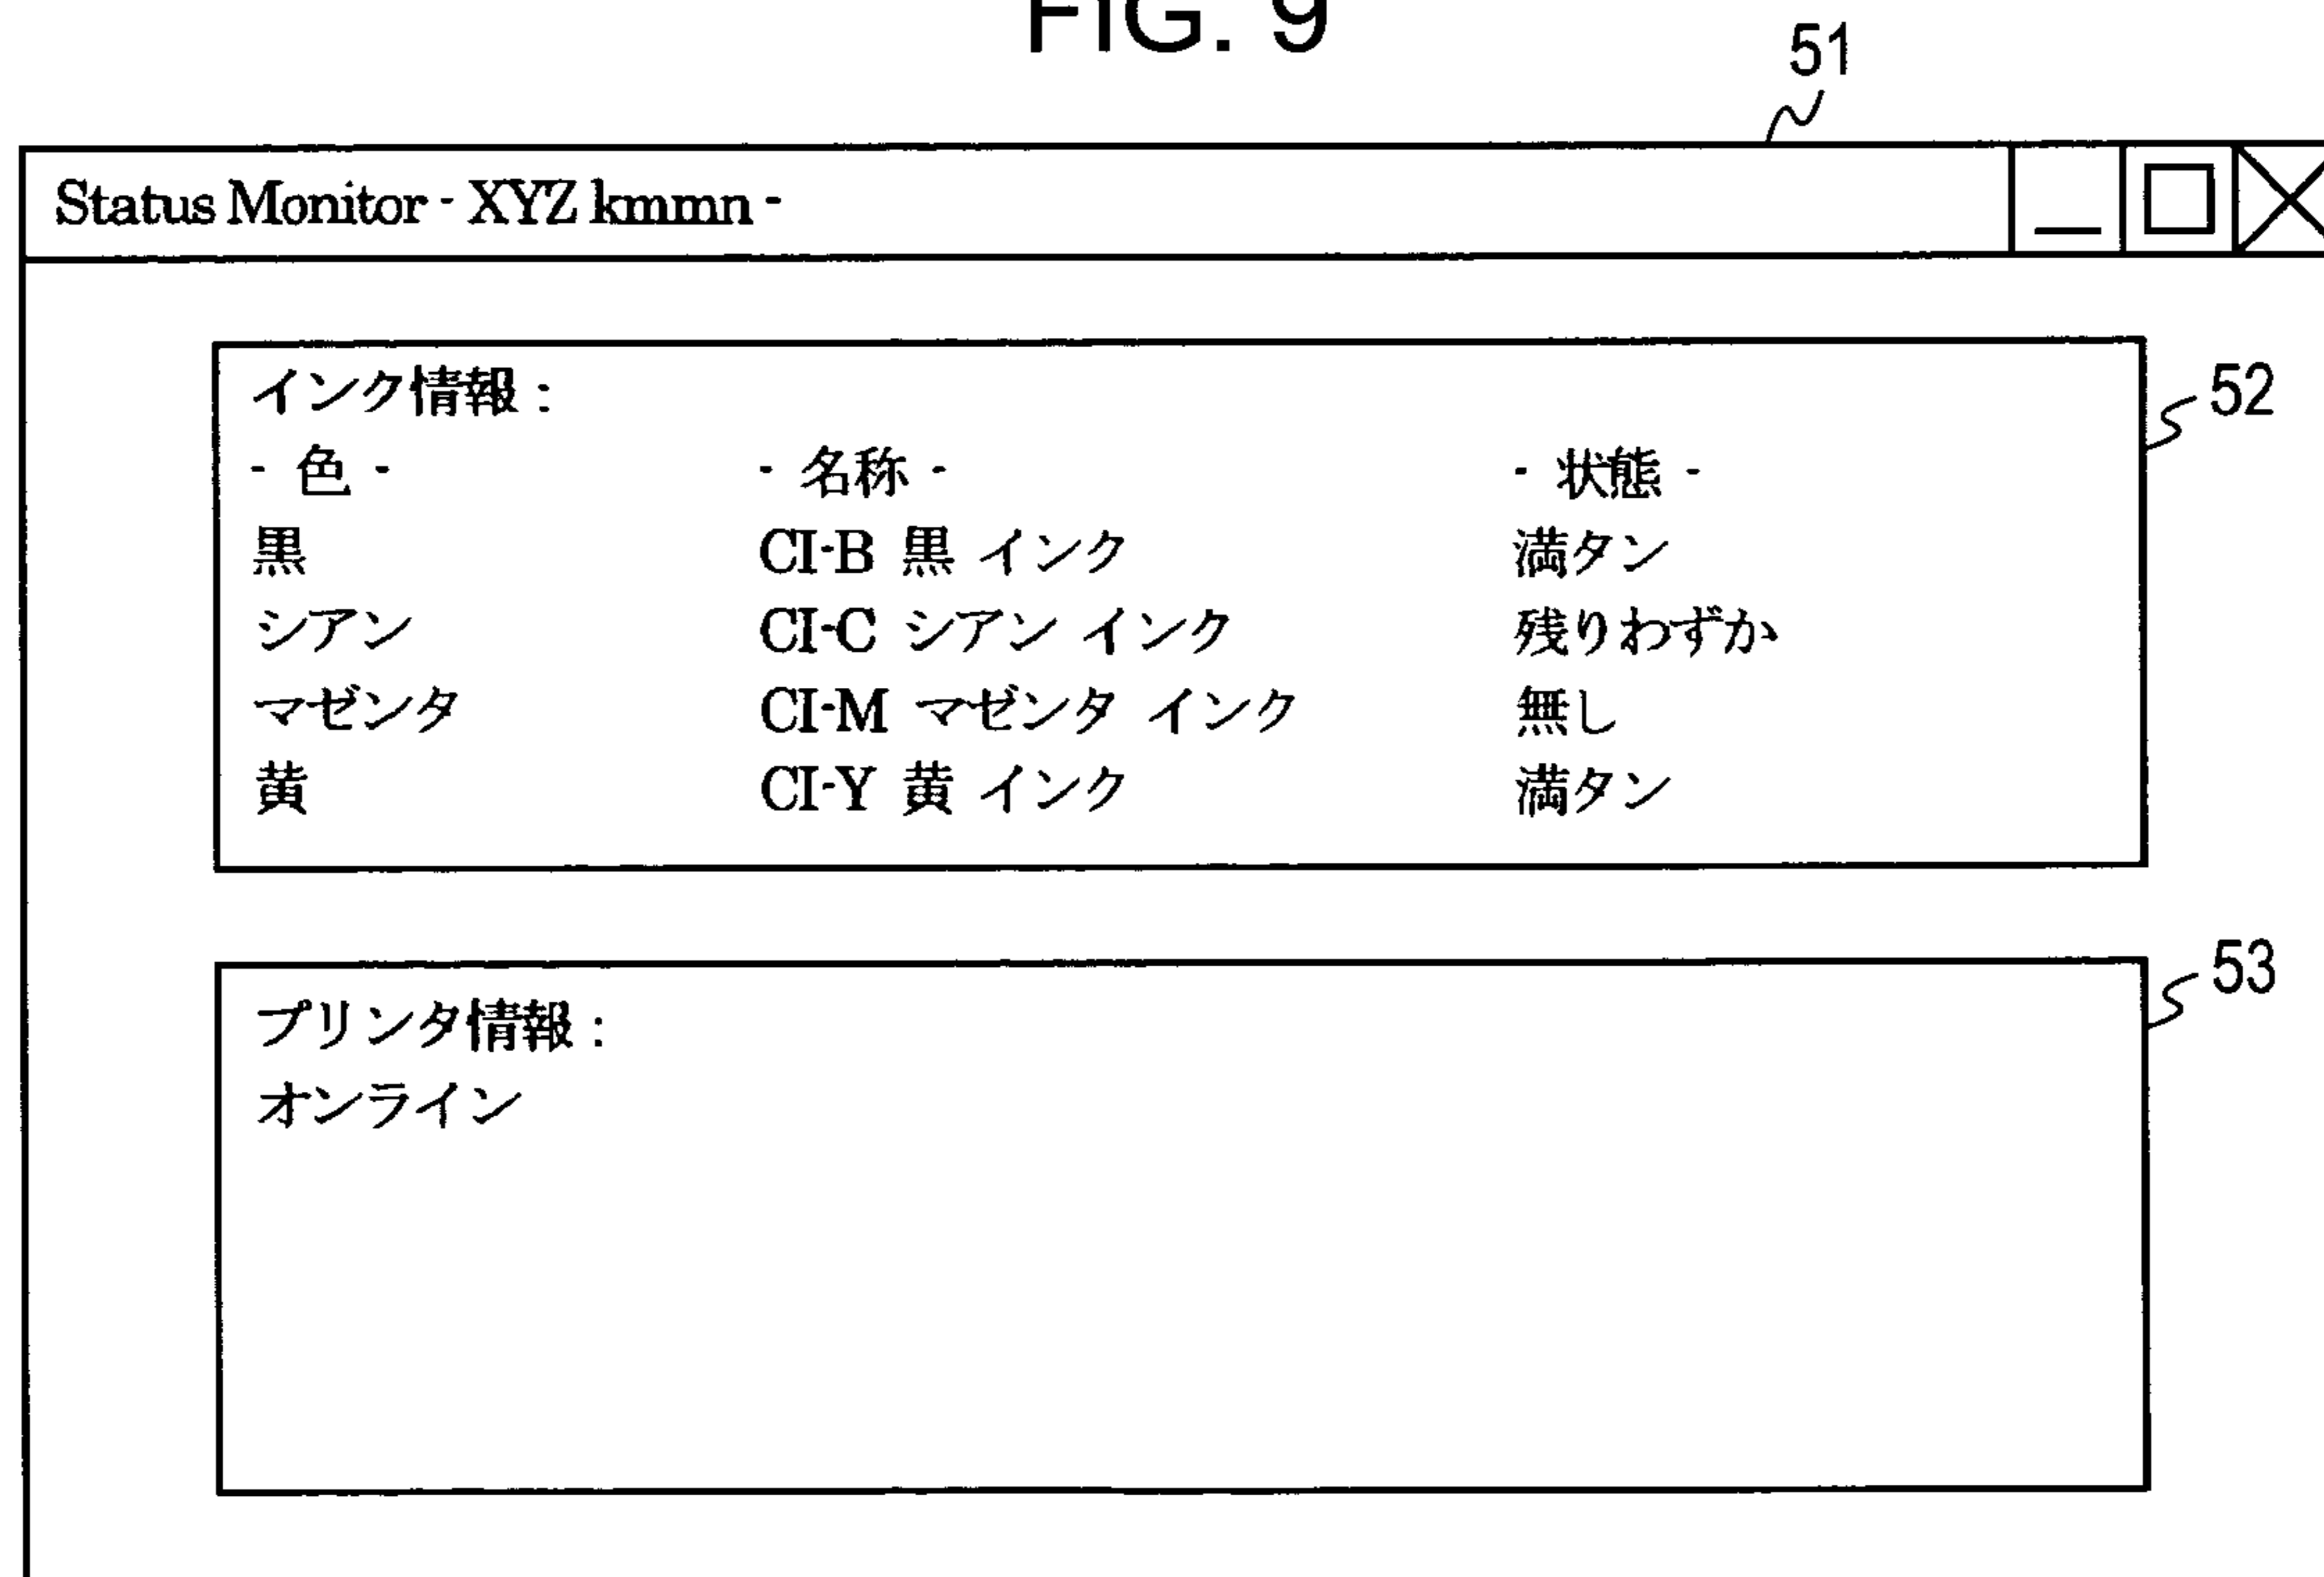 FIG. 9
51
Status Monitor - XYZ kmmn -
インク情報 :
52
- 色 - - 名称 - - 状態 -
黒 CI-B 黒 インク 満タン
シアン CI-C シアン インク 残りわずか
マゼンタ CI-M マゼンタ インク 無し
黄 CI-Y 黄 インク 満タン
53
プリンタ情報 :
オンライン